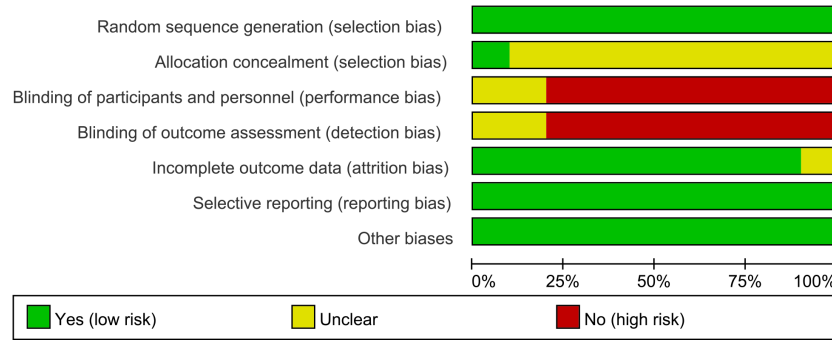 Random sequence generation (selection bias)
Allocation concealment (selection bias)
Blinding of participants and personnel (performance bias)
Blinding of outcome assessment (detection bias)
Incomplete outcome data (attrition bias)
Selective reporting (reporting bias)
Other biases
0% 25% 50% 75% 100%
Yes (low risk) Unclear No (high risk)